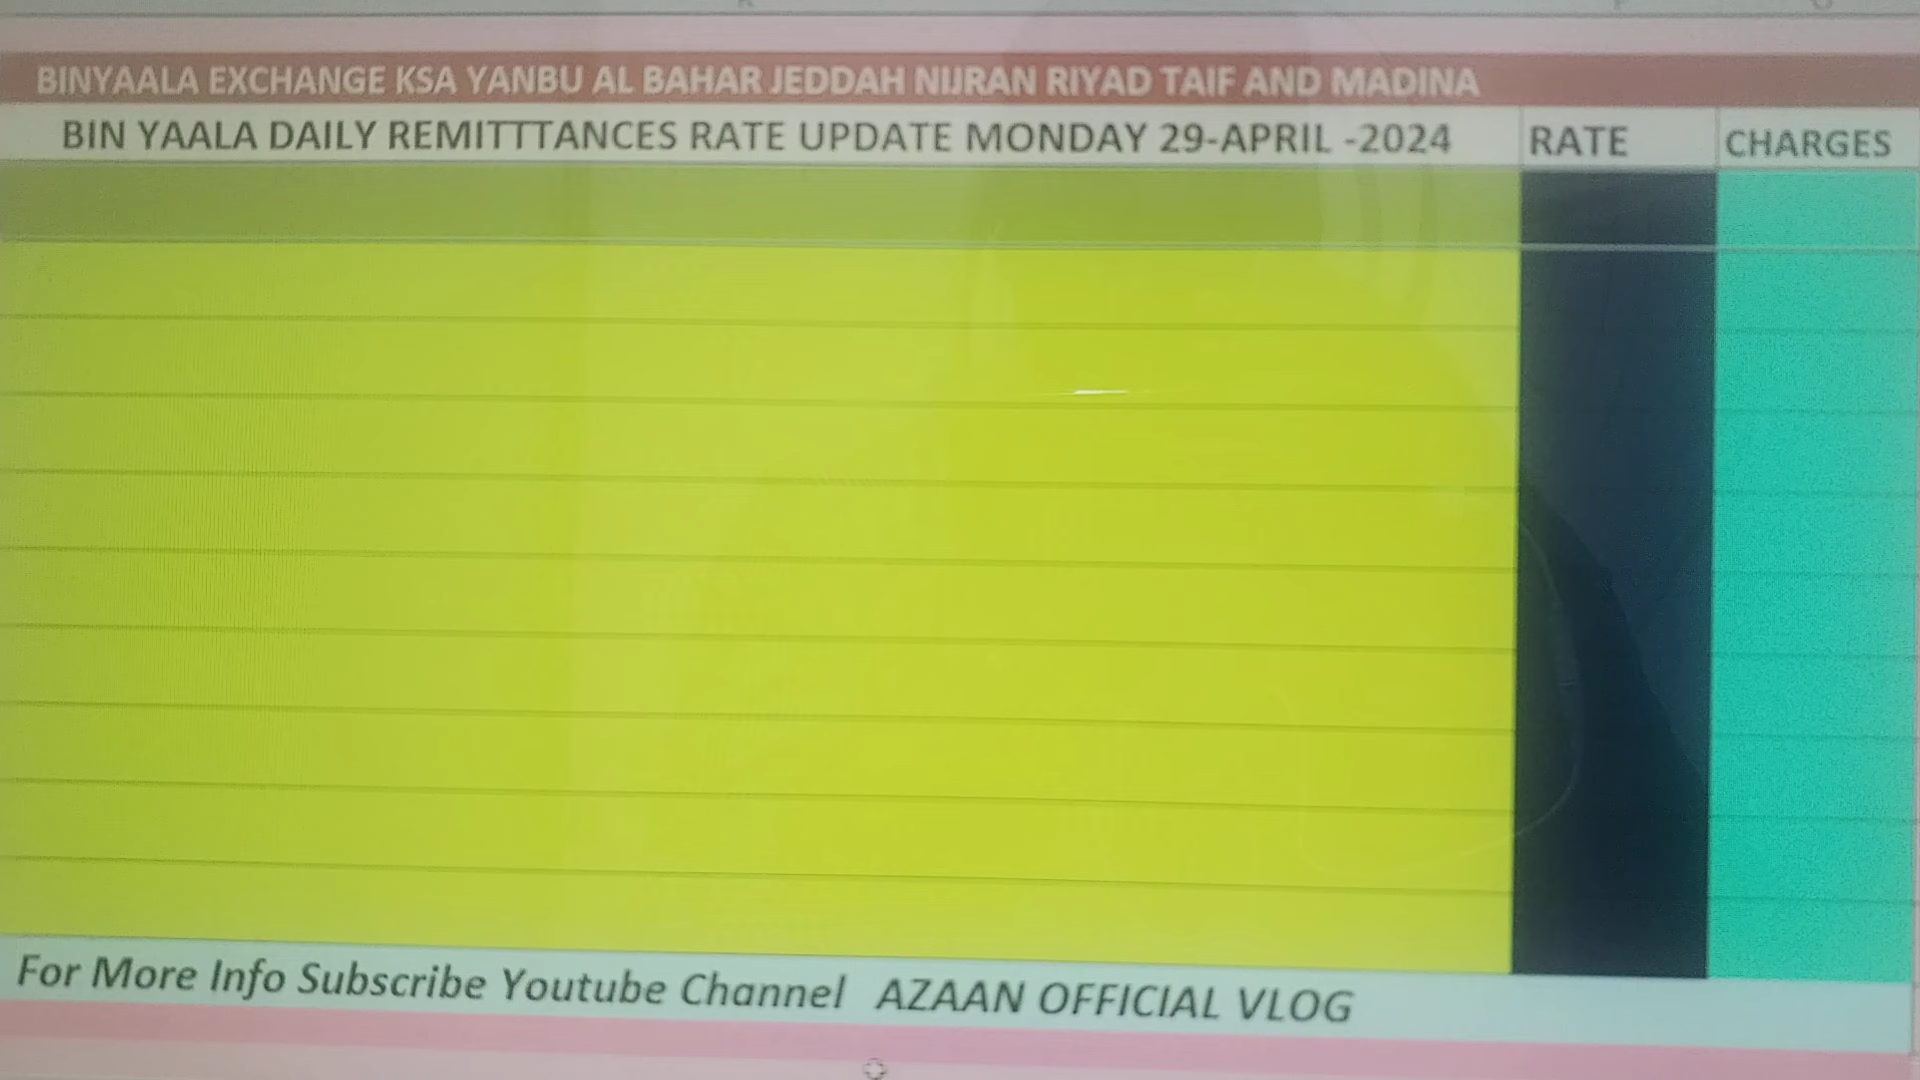 BINYAALA EXCHANGE KSA YANBU AL BAHAR JEDDAH NIJRAN RIYAD TAIF AND MADINA
BIN YAALA DAILY REMITTTANCES RATE UPDATE MONDAY 29-APRIL -2024 RATE CHARGES
For More Info Subscribe Youtube Channel AZAAN OFFICIAL VLOG